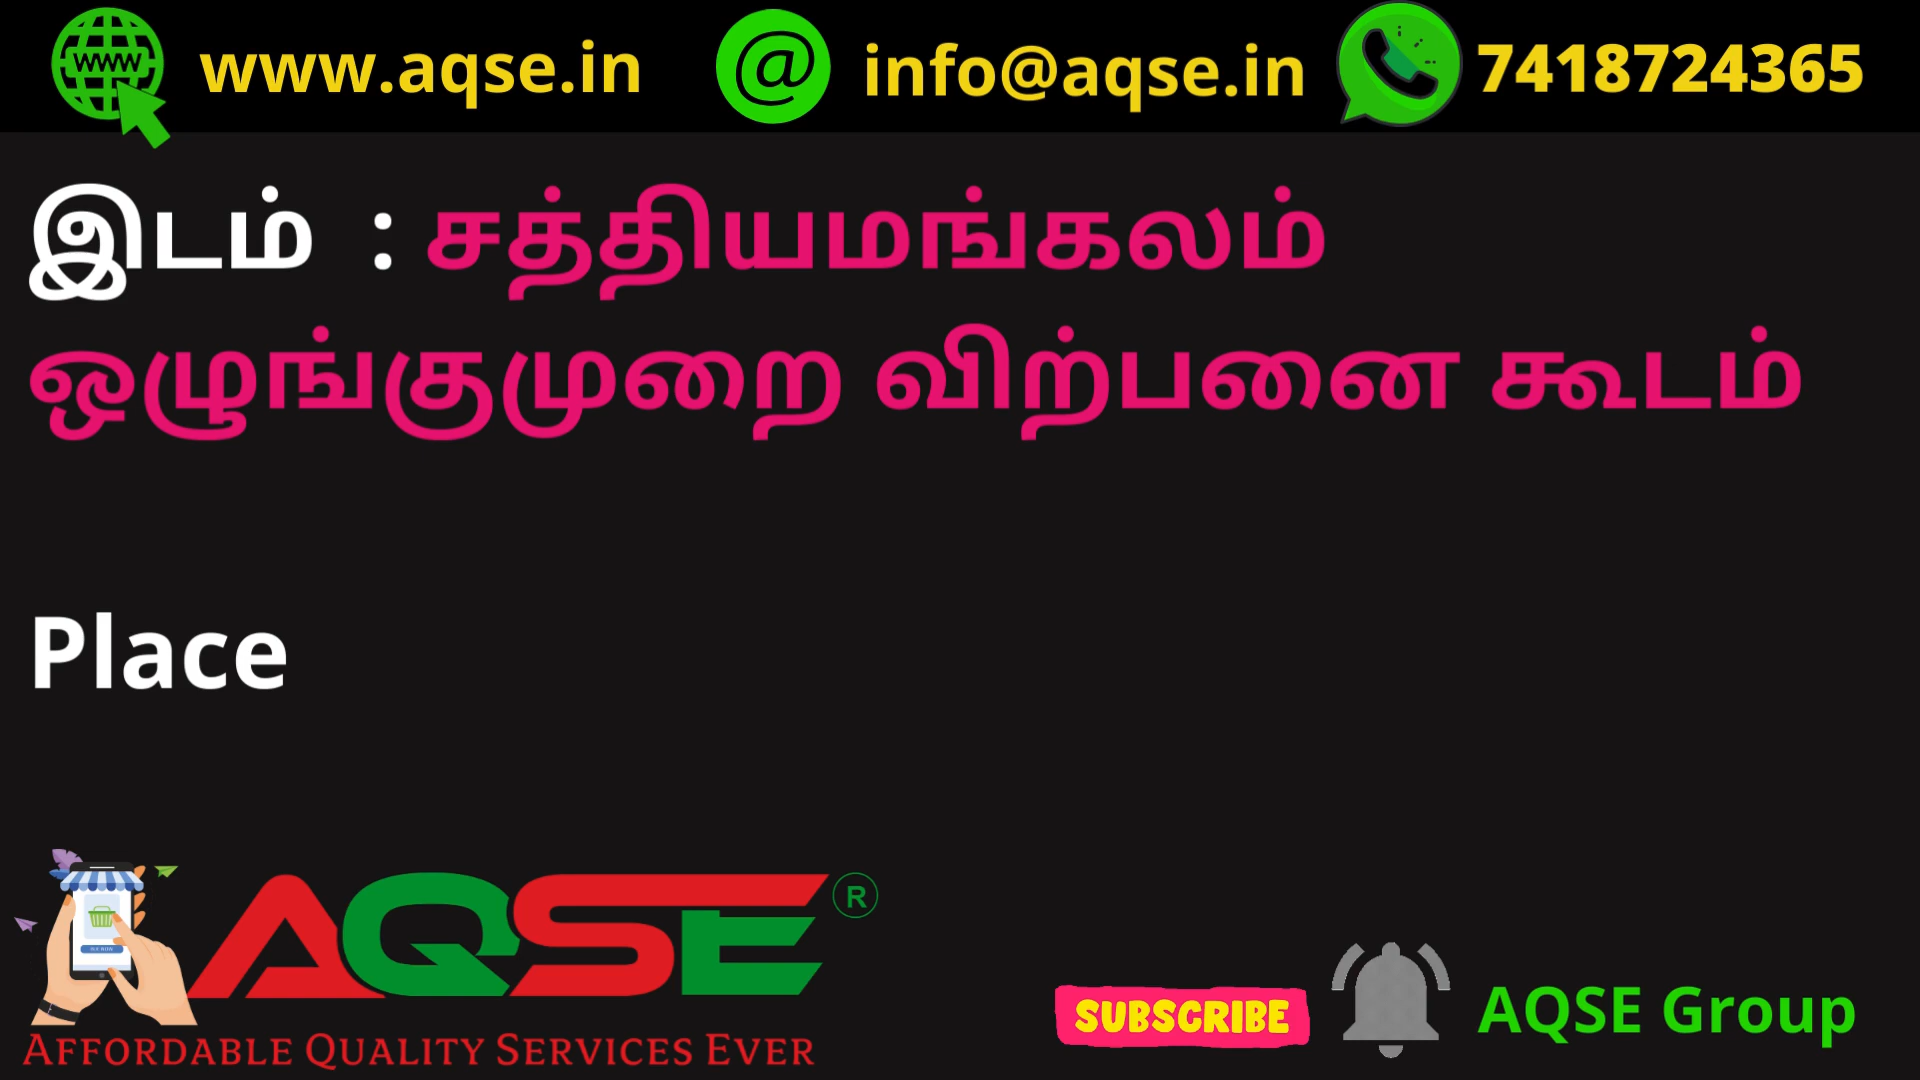 www.aqse.in
info@aqse.in
7418724365
இடம் : சத்தியமங்கலம்
ஒழுங்குமுறை விற்பனை கூடம்
Place
AQSE ®
AFFORDABLE QUALITY SERVICES EVER
SUBSCRIBE
AQSE Group